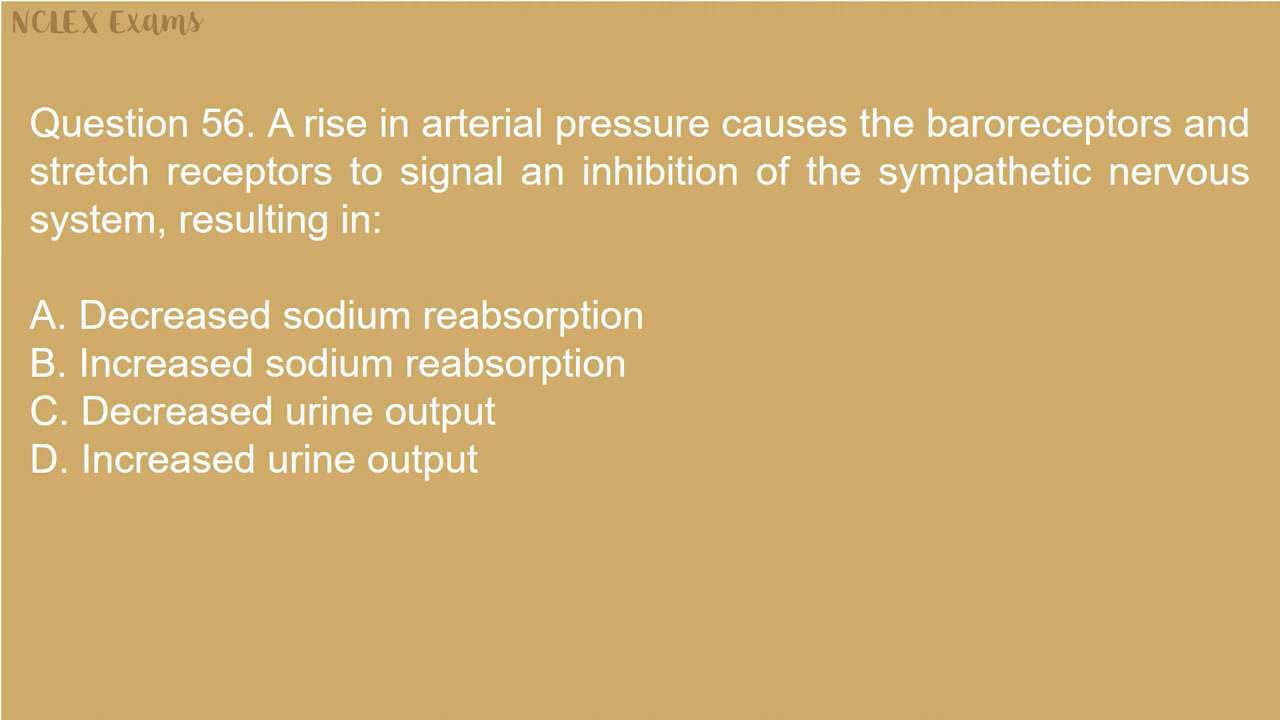 NCLEX Exams
Question 56. A rise in arterial pressure causes the baroreceptors and
stretch receptors to signal an inhibition of the sympathetic nervous
system, resulting in:
A. Decreased sodium reabsorption
B. Increased sodium reabsorption
C. Decreased urine output
D. Increased urine output